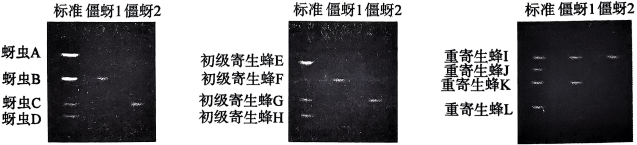 标准 僵蚜1 僵蚜2
蚜虫A
蚜虫B
蚜虫C
蚜虫D
标准 僵蚜1 僵蚜2
初级寄生蜂E
初级寄生蜂F
初级寄生蜂G
初级寄生蜂H
标准 僵蚜1 僵蚜2
重寄生蜂I
重寄生蜂J
重寄生蜂K
重寄生蜂L